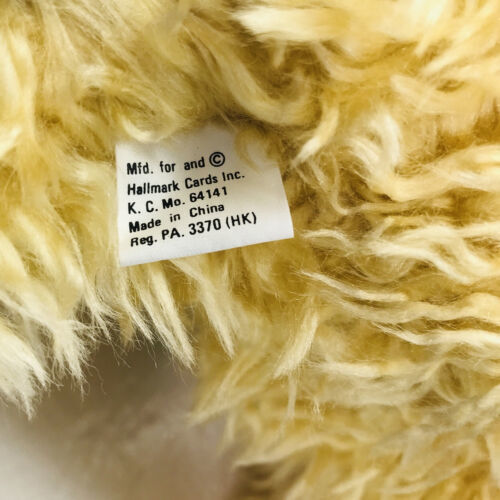 Mfd. for and ©
Hallmark Cards Inc.
K. C. Mo. 64141
Made in China
Reg. PA. 3370 (HK)